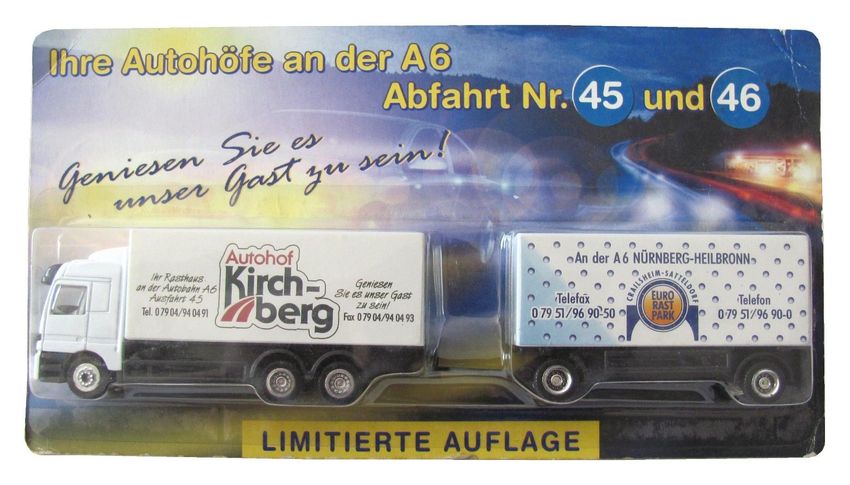 Ihre Autohöfe an der A6
Abfahrt Nr. 45 und 46
Geniesen Sie es
unser Gast zu sein!
Ihr Rasthaus
an der Autobahn A6
Ausfahrt 45
Tel. 0 79 04/94 04 91
Autohof
Kirch-
berg
Geniesen
Sie es unser Gast
zu sein!
Fax 0 79 04/94 04 93
An der A6 NÜRNBERG-HEILBRONN
CRAILSHEIM-SATTELDORF
EURO
RAST
PARK
Telefax
0 79 51/96 90-50
Telefon
0 79 51/96 90-0
LIMITIERTE AUFLAGE